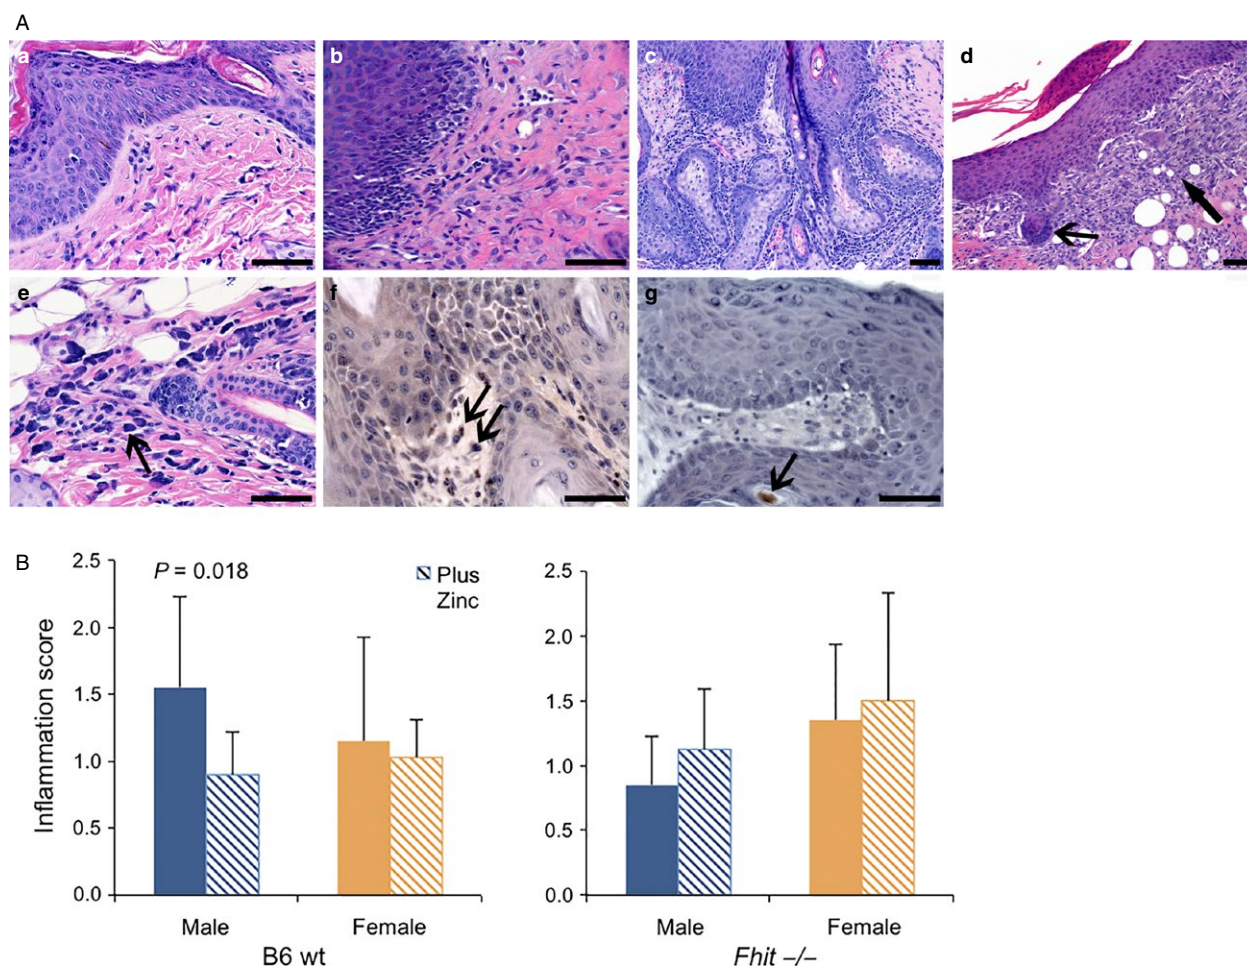 A
a b c d
e f g
B
P = 0.018
Plus
Zinc
Inflammation score
2.5
2.0
1.5
1.0
0.5
0.0
Male Female
B6 wt
2.5
2.0
1.5
1.0
0.5
0.0
Male Female
Fhit –/–